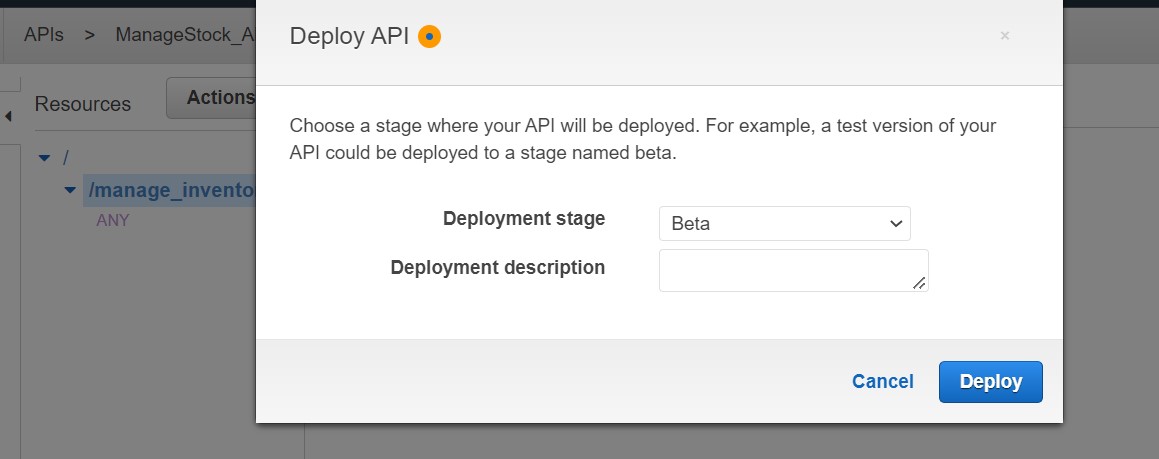 APIs > ManageStock_A
Deploy API
×
Resources
Actions
/
/manage_invento
ANY
Choose a stage where your API will be deployed. For example, a test version of your
API could be deployed to a stage named beta.
Deployment stage
Beta
Deployment description
Cancel
Deploy